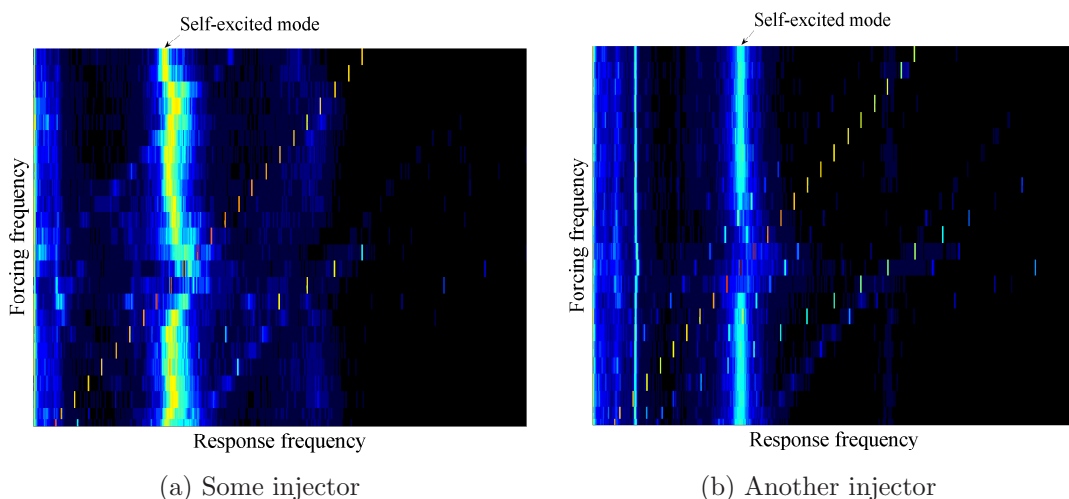 Self-excited mode
Forcing frequency
Response frequency
(a) Some injector
Self-excited mode
Forcing frequency
Response frequency
(b) Another injector